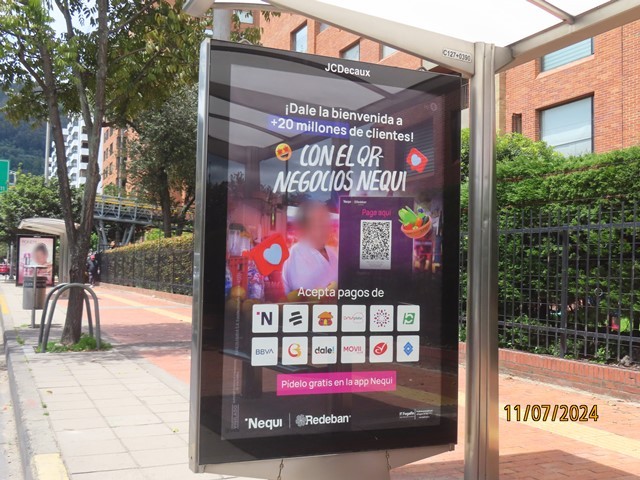 C127+0390
JCDecaux
¡Dale la bienvenida a
+20 millones de clientes!
CON EL QR-
NEGOCIOS NEQUI
Paga aquí
Acepta pagos de
N
BBVA
dale!
MOVII
Pídelo gratis en la app Nequi
Nequi Redeban
11/07/2024